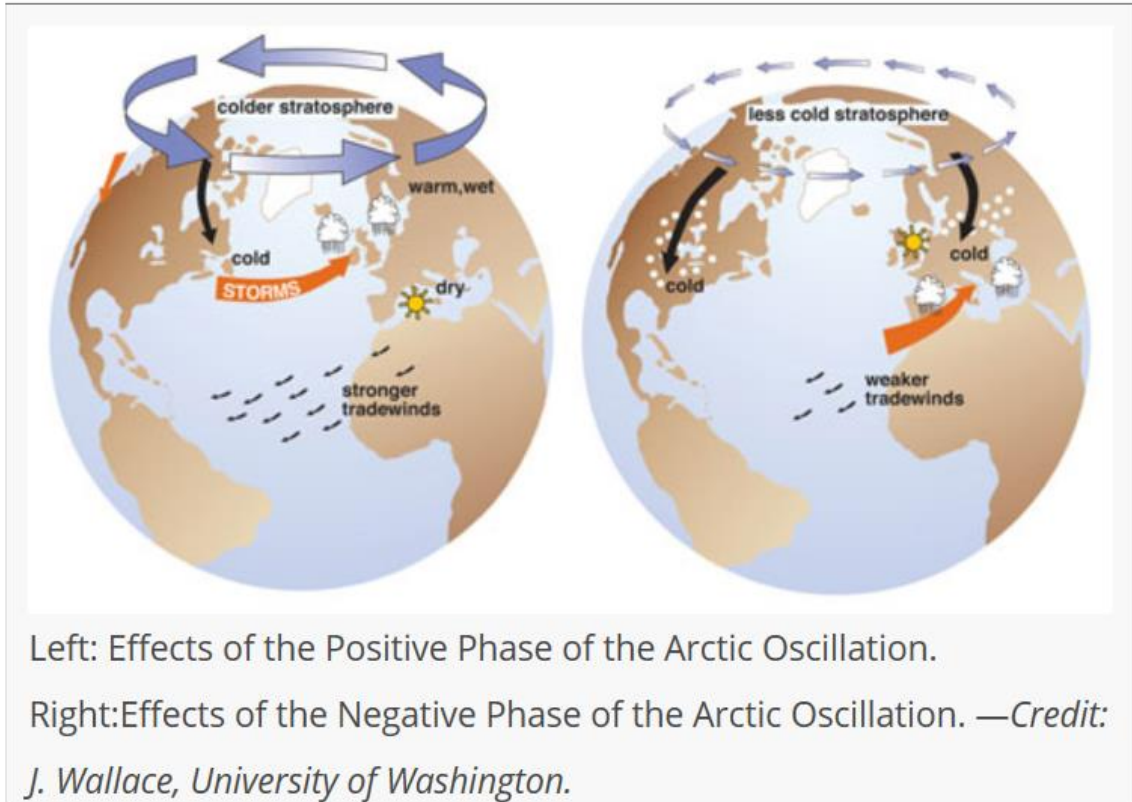 colder stratosphere
warm,wet
cold
STORMS
dry
stronger
tradewinds
less cold stratosphere
cold
cold
weaker
tradewinds
Left: Effects of the Positive Phase of the Arctic Oscillation.
Right:Effects of the Negative Phase of the Arctic Oscillation. —Credit:
J. Wallace, University of Washington.